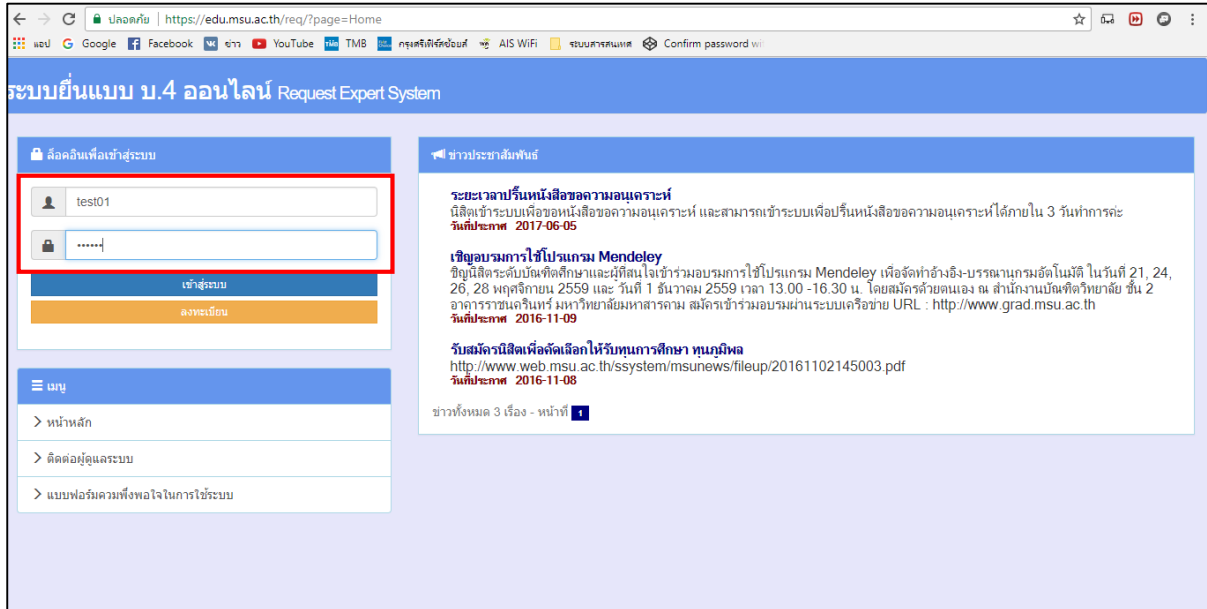 ปลอดภัย | https://edu.msu.ac.th/req/?page=Home
แอป Google Facebook ข่าว YouTube TMB กรุงศรีเฟิร์สช้อยส์ AIS WiFi ระบบสารสนเทศ Confirm password wi
ระบบยื่นแบบ บ.4 ออนไลน์ Request Expert System
ล็อคอินเพื่อเข้าสู่ระบบ
test01
••••••
เข้าสู่ระบบ
ลงทะเบียน
เมนู
หน้าหลัก
ติดต่อผู้ดูแลระบบ
แบบฟอร์มควมพึงพอใจในการใช้ระบบ
ข่าวประชาสัมพันธ์
ระยะเวลาปริ้นหนังสือขอความอนุเคราะห์
นิสิตเข้าระบบเพื่อขอหนังสือขอความอนุเคราะห์ และสามารถเข้าระบบเพื่อปริ้นหนังสือขอความอนุเคราะห์ได้ภายใน 3 วันทำการค่ะ
วันที่ประกาศ 2017-06-05
เชิญอบรมการใช้โปรแกรม Mendeley
ชิญนิสิตระดับบัณฑิตศึกษาและผู้ที่สนใจเข้าร่วมอบรมการใช้โปรแกรม Mendeley เพื่อจัดทำอ้างอิง-บรรณานุกรมอัตโนมัติ ในวันที่ 21, 24,
26, 28 พฤศจิกายน 2559 และ วันที่ 1 ธันวาคม 2559 เวลา 13.00 -16.30 น. โดยสมัครด้วยตนเอง ณ สำนักงานบัณฑิตวิทยาลัย ชั้น 2
อาคารราชนครินทร์ มหาวิทยาลัยมหาสารคาม สมัครเข้าร่วมอบรมผ่านระบบเครือข่าย URL : http://www.grad.msu.ac.th
วันที่ประกาศ 2016-11-09
รับสมัครนิสิตเพื่อคัดเลือกให้รับทุนการศึกษา ทุนภูมิพล
http://www.web.msu.ac.th/ssystem/msunews/fileup/20161102145003.pdf
วันที่ประกาศ 2016-11-08
ข่าวทั้งหมด 3 เรื่อง - หน้าที่ 1